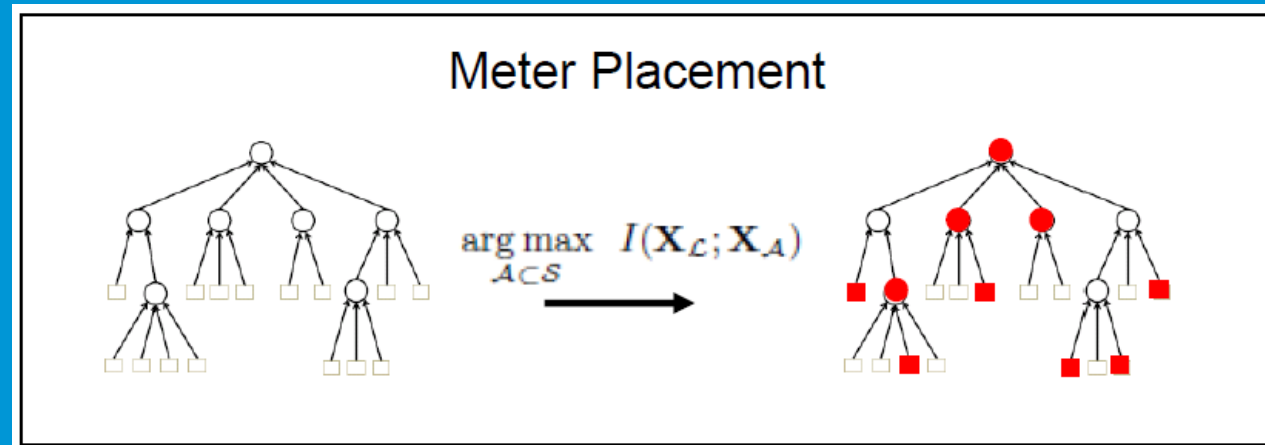 Meter Placement
arg max I(X_ℒ; X_𝒜)
𝒜⊂𝒮